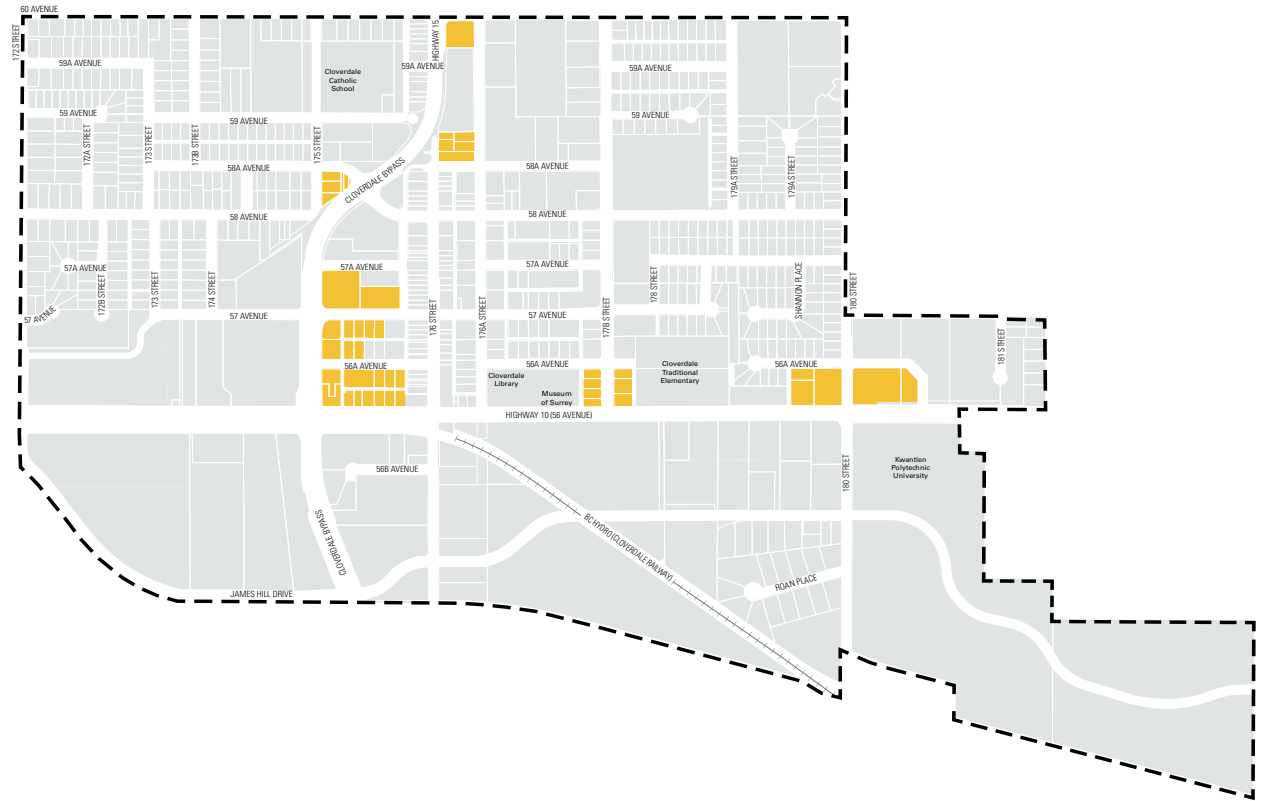 60 AVENUE
172 STREET
HIGHWAY 15
59A AVENUE
59A AVENUE
59A AVENUE
Cloverdale
Catholic
School
59 AVENUE
59 AVENUE
59 AVENUE
172A STREET
173 STREET
173B STREET
175 STREET
179A STREET
179A STREET
58A AVENUE
58A AVENUE
CLOVERDALE BYPASS
58 AVENUE
58 AVENUE
57A AVENUE
57A AVENUE
57A AVENUE
172B STREET
173 STREET
174 STREET
178 STREET
SHANNON PLACE
180 STREET
57 AVENUE
57 AVENUE
57 AVENUE
176 STREET
176A STREET
177B STREET
181 STREET
56A AVENUE
56A AVENUE
56A AVENUE
Cloverdale
Library
Museum
of Surrey
Cloverdale
Traditional
Elementary
HIGHWAY 10 (56 AVENUE)
56B AVENUE
180 STREET
Kwantlen
Polytechnic
University
CLOVERDALE BYPASS
BC HYDRO (CLOVERDALE RAILWAY)
ROAN PLACE
JAMES HILL DRIVE